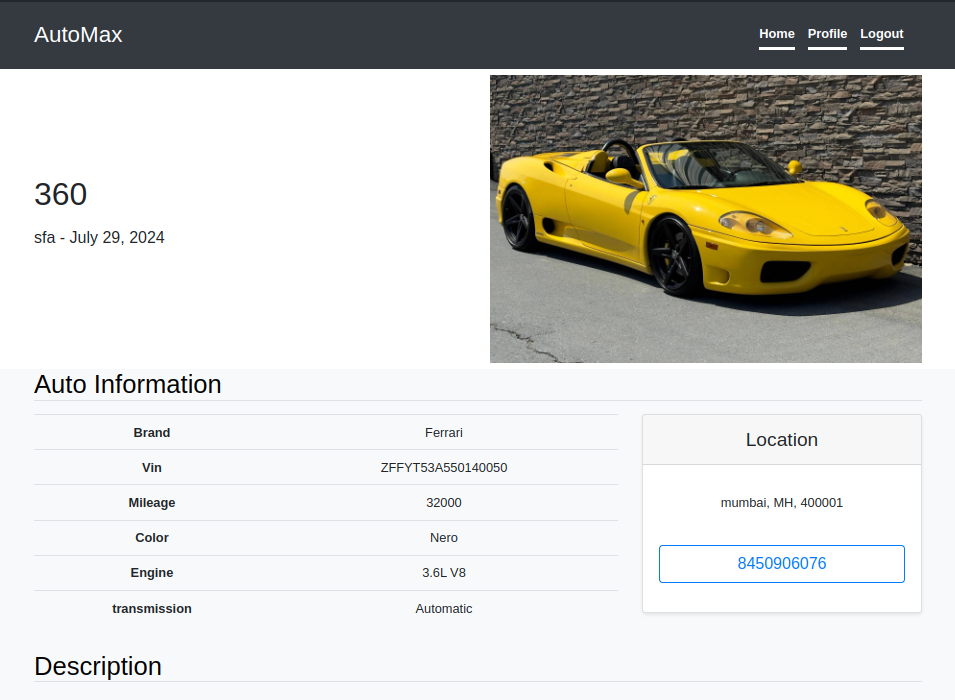 AutoMax
Home Profile Logout
360
sfa - July 29, 2024
Auto Information
Brand Ferrari
Vin ZFFYT53A550140050
Mileage 32000
Color Nero
Engine 3.6L V8
transmission Automatic
Location
mumbai, MH, 400001
8450906076
Description